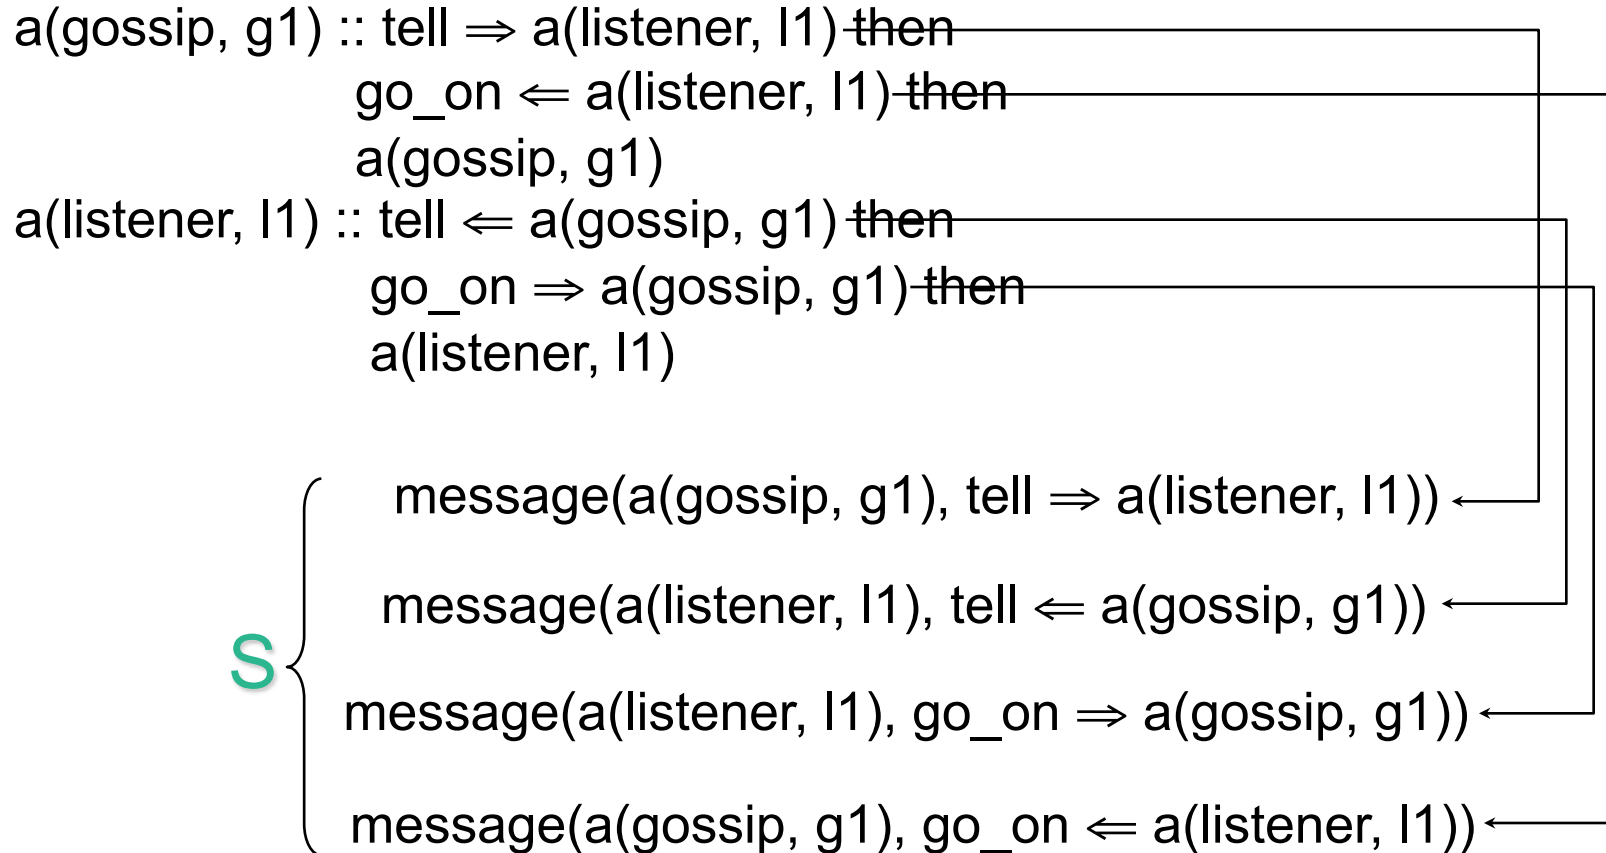 a(gossip, g1) :: tell ⇒ a(listener, l1) then
go_on ⇐ a(listener, l1) then
a(gossip, g1)
a(listener, l1) :: tell ⇐ a(gossip, g1) then
go_on ⇒ a(gossip, g1) then
a(listener, l1)
message(a(gossip, g1), tell ⇒ a(listener, l1))
message(a(listener, l1), tell ⇐ a(gossip, g1))
S
message(a(listener, l1), go_on ⇒ a(gossip, g1))
message(a(gossip, g1), go_on ⇐ a(listener, l1))